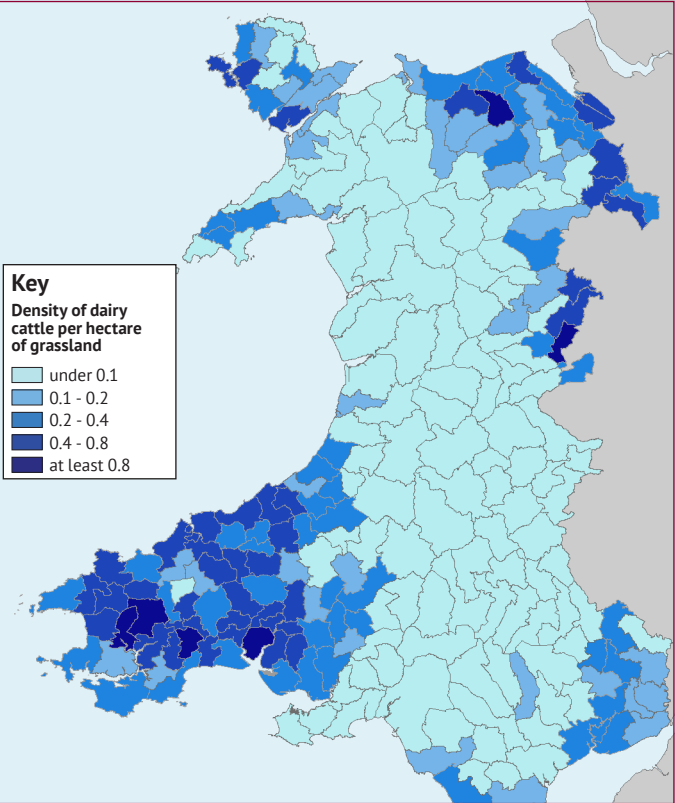 Key
Density of dairy
cattle per hectare
of grassland
under 0.1
0.1 - 0.2
0.2 - 0.4
0.4 - 0.8
at least 0.8